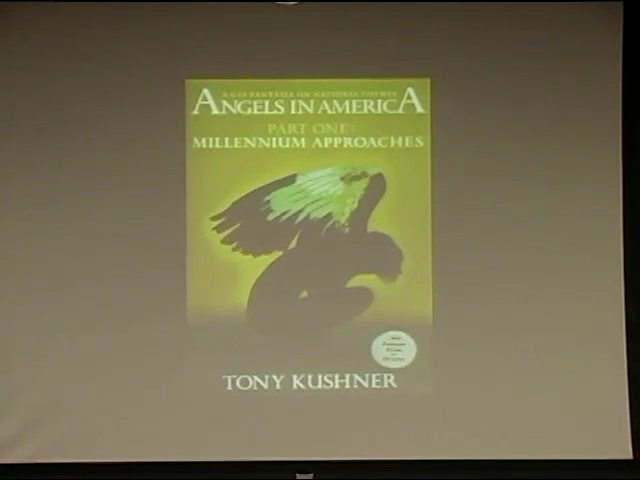 A GAY FANTASIA ON NATIONAL THEMES
ANGELS IN AMERICA
PART ONE:
MILLENNIUM APPROACHES
TONY KUSHNER